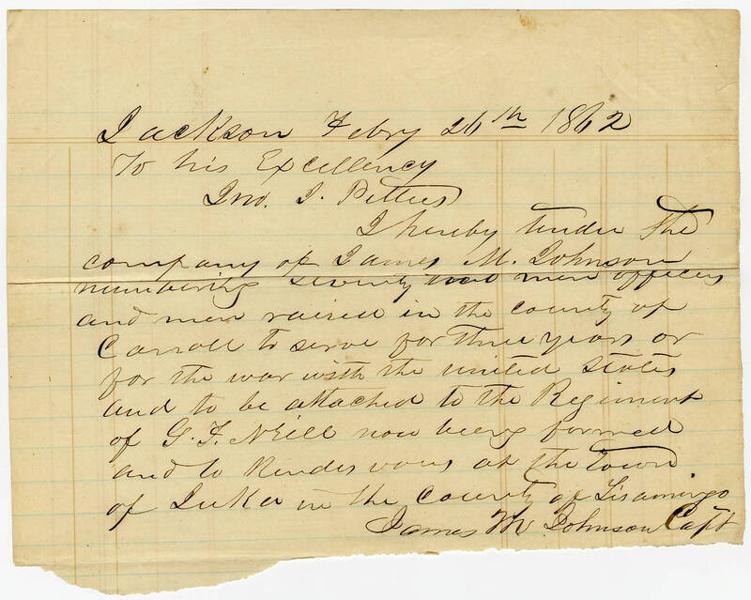 Jackson Febry 26th 1862
To his Excellency
Jno. J. Pettus
I hereby tender the
company of James M. Johnson
numbering seventy two men officers
and men raised in the county of
Carroll to serve for three years or
for the war with the united states
and to be attached to the Regiment
of G. F. Neill now being formed
and to Rendesvous at the Town
of Iuka in the county of Tisamingo
James M Johnson Capt